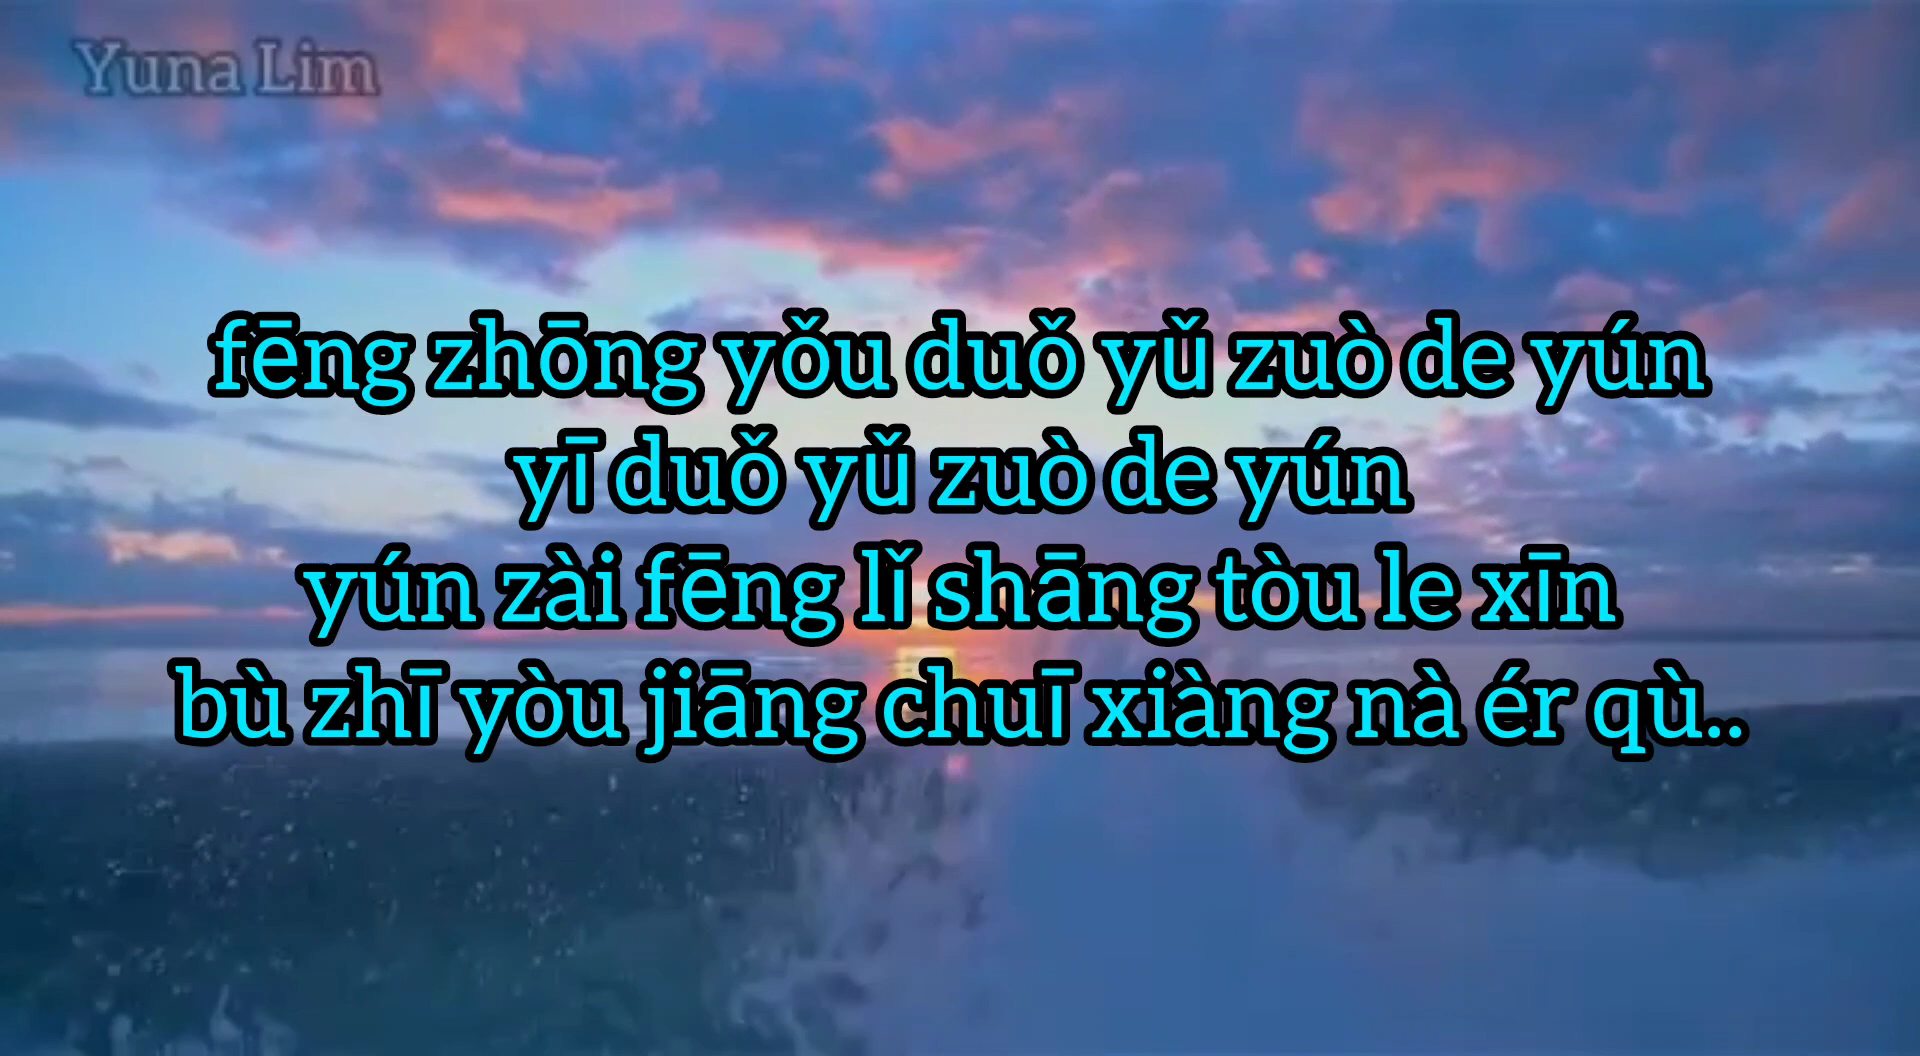 Yuna Lim
fēng zhōng yǒu duǒ yǔ zuò de yún
yī duǒ yǔ zuò de yún
yún zài fēng lǐ shāng tòu le xīn
bù zhī yòu jiāng chuī xiàng nà ér qù..